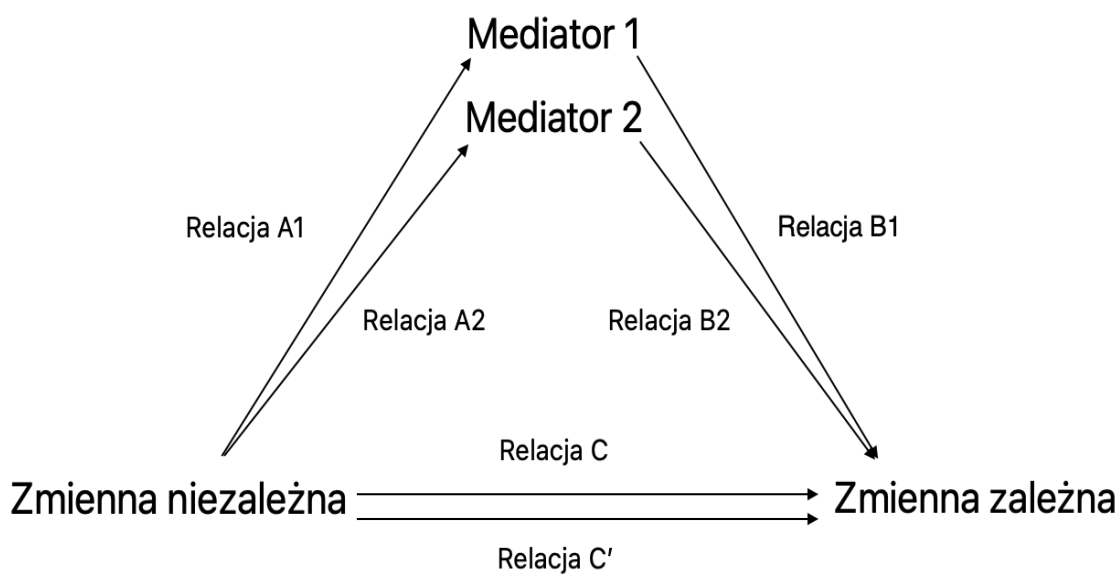 Mediator 1
Mediator 2
Relacja A1
Relacja B1
Relacja A2
Relacja B2
Relacja C
Zmienna niezależna
Zmienna zależna
Relacja C′